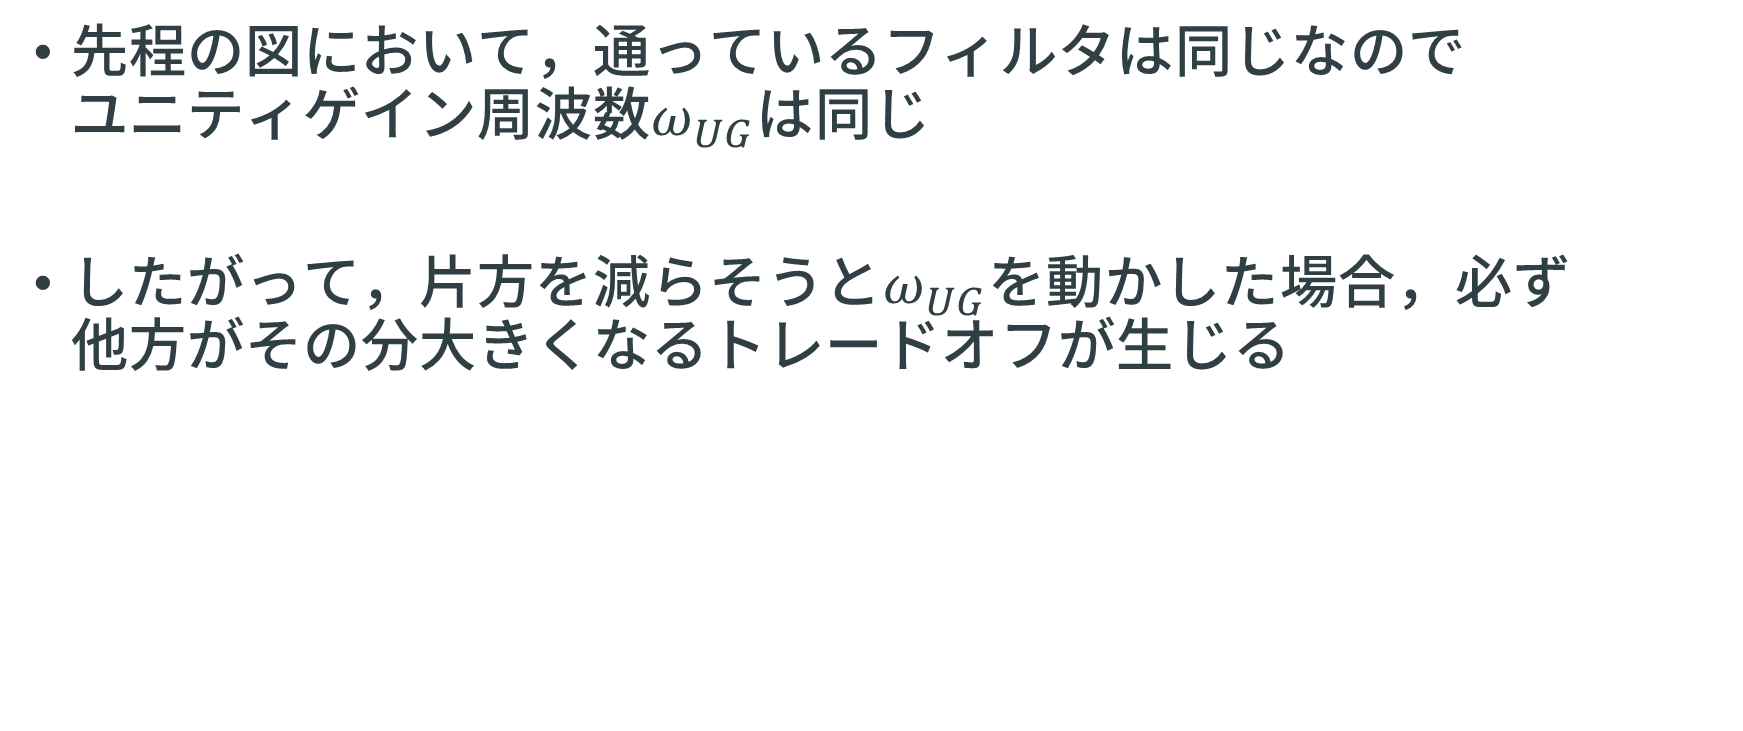 • 先程の図において，通っているフィルタは同じなので
ユニティゲイン周波数ω_UGは同じ
• したがって，片方を減らそうとω_UGを動かした場合，必ず
他方がその分大きくなるトレードオフが生じる